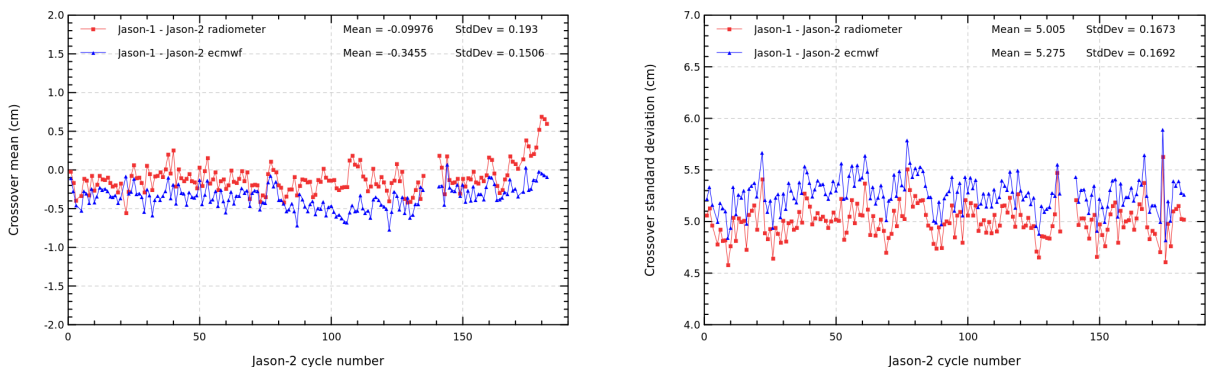 Jason-1 - Jason-2 radiometer Mean = -0.09976 StdDev = 0.193
Jason-1 - Jason-2 ecmwf Mean = -0.3455 StdDev = 0.1506
2.0
1.5
1.0
0.5
0.0
-0.5
-1.0
-1.5
-2.0
Crossover mean (cm)
0 50 100 150
Jason-2 cycle number
Jason-1 - Jason-2 radiometer Mean = 5.005 StdDev = 0.1673
Jason-1 - Jason-2 ecmwf Mean = 5.275 StdDev = 0.1692
7.0
6.5
6.0
5.5
5.0
4.5
4.0
Crossover standard deviation (cm)
0 50 100 150
Jason-2 cycle number